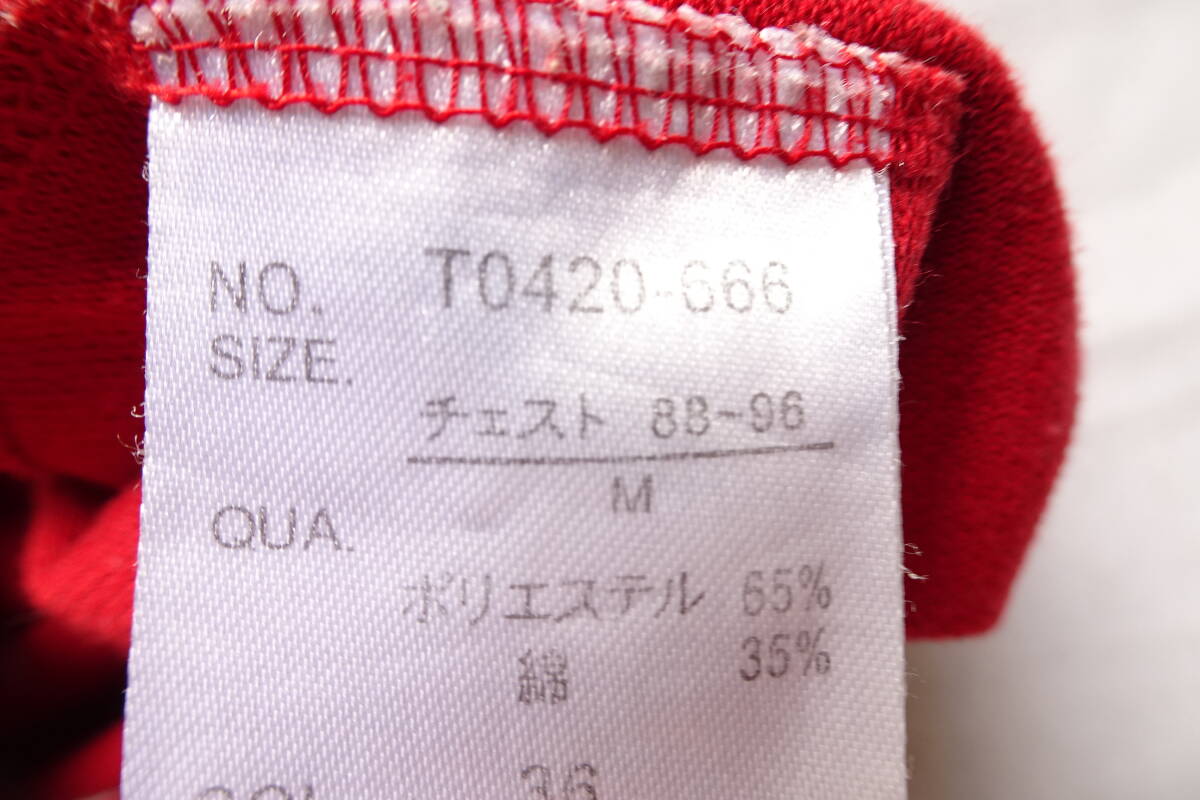 NO. T0420-666
SIZE.
チェスト 88-96
M
QUA.
ポリエステル 65%
綿 35%
COL 36